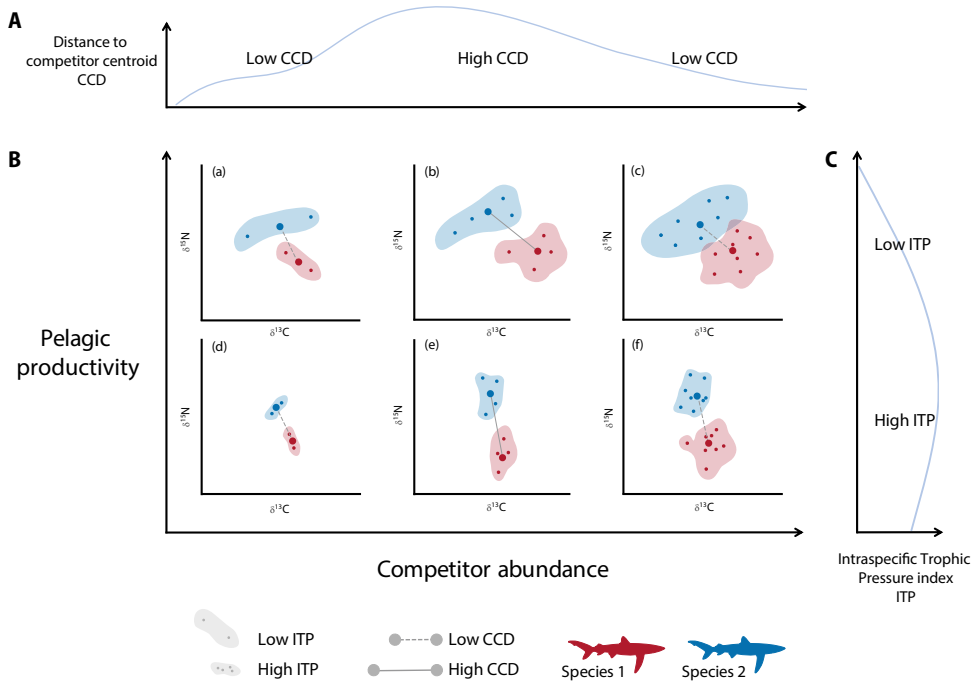 A
Distance to
competitor centroid
CCD
Low CCD
High CCD
Low CCD
B
Pelagic
productivity
(a)
δ¹⁵N
δ¹³C
(b)
δ¹⁵N
δ¹³C
(c)
δ¹⁵N
δ¹³C
(d)
δ¹⁵N
δ¹³C
(e)
δ¹⁵N
δ¹³C
(f)
δ¹⁵N
δ¹³C
Competitor abundance
C
Low ITP
High ITP
Intraspecific Trophic
Pressure index
ITP
Low ITP
High ITP
Low CCD
High CCD
Species 1
Species 2